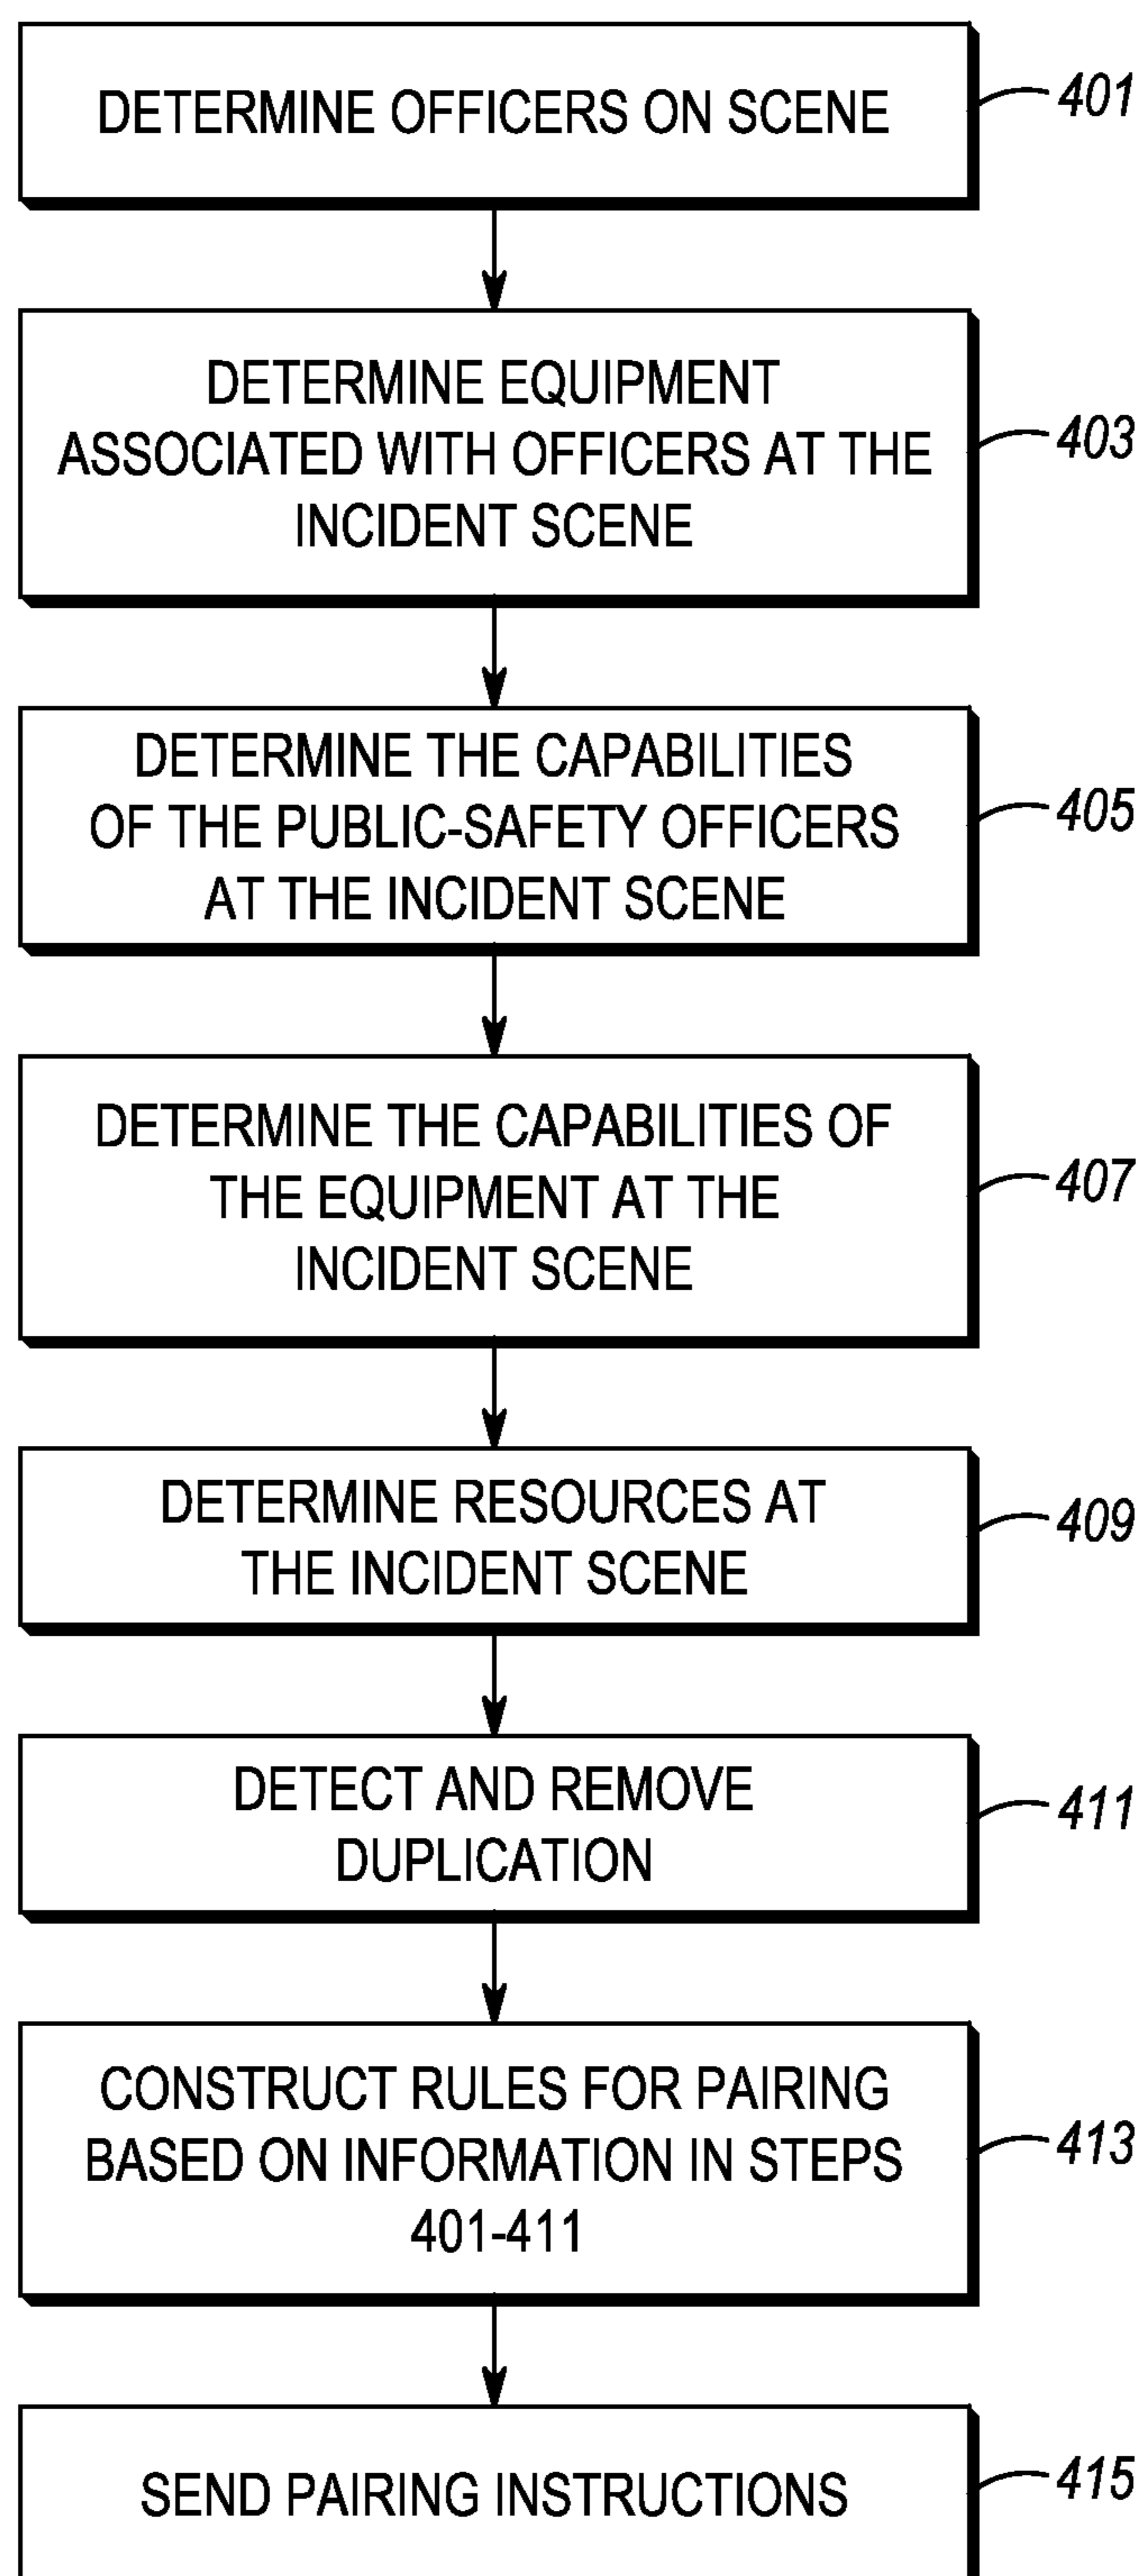 DETERMINE OFFICERS ON SCENE
401
DETERMINE EQUIPMENT
ASSOCIATED WITH OFFICERS AT THE
INCIDENT SCENE
403
DETERMINE THE CAPABILITIES
OF THE PUBLIC-SAFETY OFFICERS
AT THE INCIDENT SCENE
405
DETERMINE THE CAPABILITIES OF
THE EQUIPMENT AT THE
INCIDENT SCENE
407
DETERMINE RESOURCES AT
THE INCIDENT SCENE
409
DETECT AND REMOVE
DUPLICATION
411
CONSTRUCT RULES FOR PAIRING
BASED ON INFORMATION IN STEPS
401-411
413
SEND PAIRING INSTRUCTIONS
415